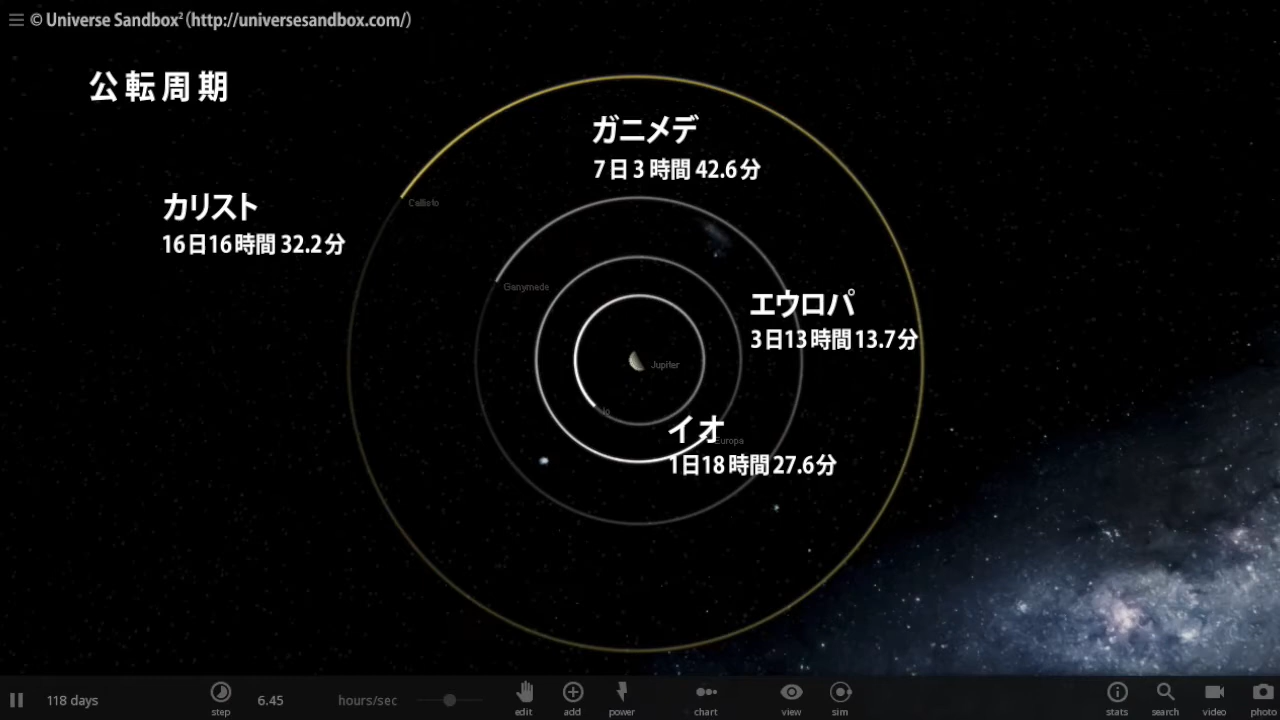 © Universe Sandbox² (http://universesandbox.com/)
公転周期
ガニメデ
7日3時間42.6分
カリスト
16日16時間32.2分
Callisto
Ganymede
エウロパ
3日13時間13.7分
Jupiter
Io
イオ
Europa
1日18時間27.6分
118 days
step
6.45
hours/sec
edit
add
power
chart
view
sim
stats
search
video
photo